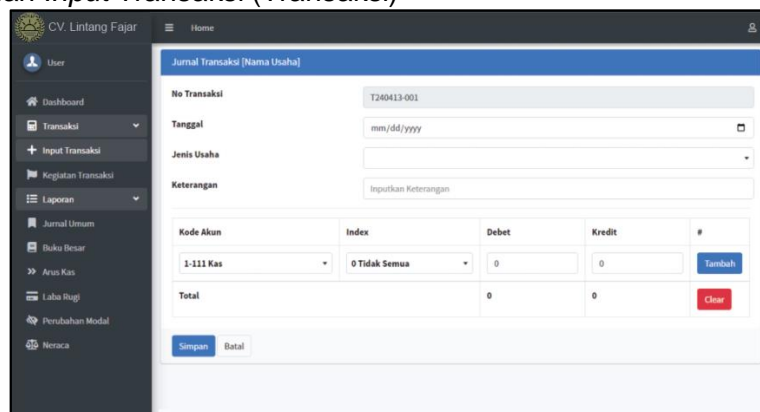 Input Transaksi (Transaksi)
CV. Lintang Fajar
Home
User
Dashboard
Transaksi
Input Transaksi
Kegiatan Transaksi
Laporan
Jurnal Umum
Buku Besar
Arus Kas
Laba Rugi
Perubahan Modal
Neraca
Jurnal Transaksi [Nama Usaha]
No Transaksi
T240413-001
Tanggal
mm/dd/yyyy
Jenis Usaha
Keterangan
Inputkan Keterangan
Kode Akun Index Debet Kredit #
1-111 Kas 0 Tidak Semua 0 0 Tambah
Total 0 0 Clear
Simpan Batal